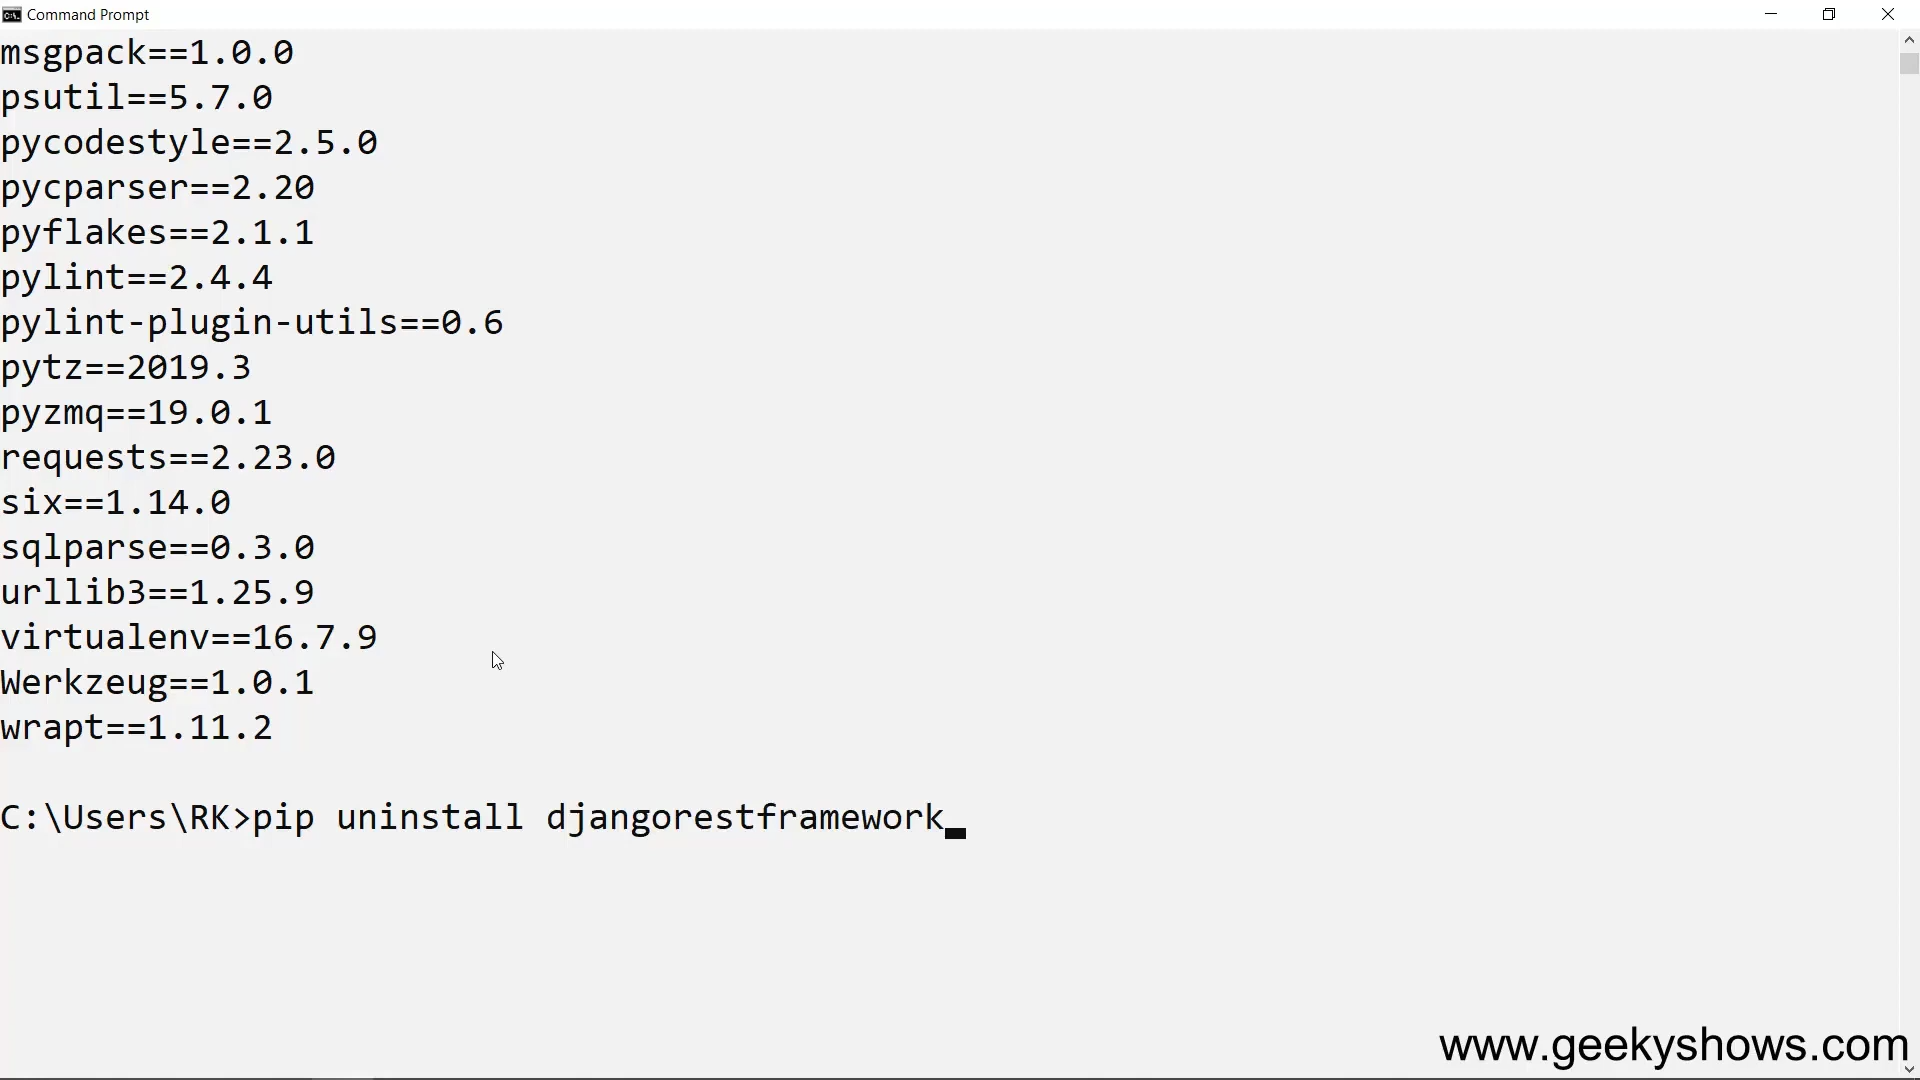 Command Prompt
msgpack==1.0.0
psutil==5.7.0
pycodestyle==2.5.0
pycparser==2.20
pyflakes==2.1.1
pylint==2.4.4
pylint-plugin-utils==0.6
pytz==2019.3
pyzmq==19.0.1
requests==2.23.0
six==1.14.0
sqlparse==0.3.0
urllib3==1.25.9
virtualenv==16.7.9
Werkzeug==1.0.1
wrapt==1.11.2
C:\Users\RK>pip uninstall djangorestframework
www.geekyshows.com